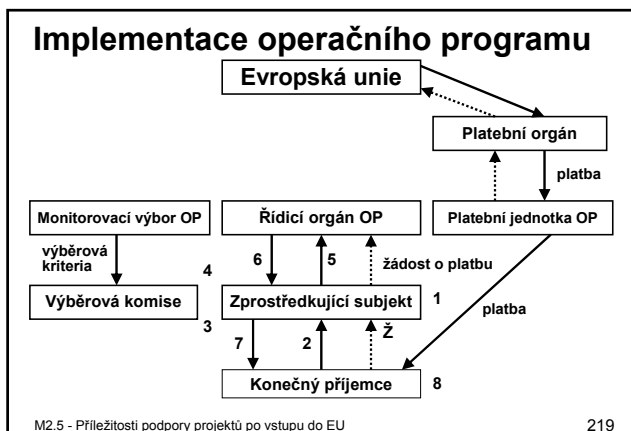 Implementace operačního programu
Evropská unie
Platební orgán
platba
Monitorovací výbor OP
Řídicí orgán OP
Platební jednotka OP
výběrová
kriteria
4
6
5
žádost o platbu
Výběrová komise
Zprostředkující subjekt
1
3
7
2
Ž
platba
Konečný příjemce
8
M2.5 - Příležitosti podpory projektů po vstupu do EU
219